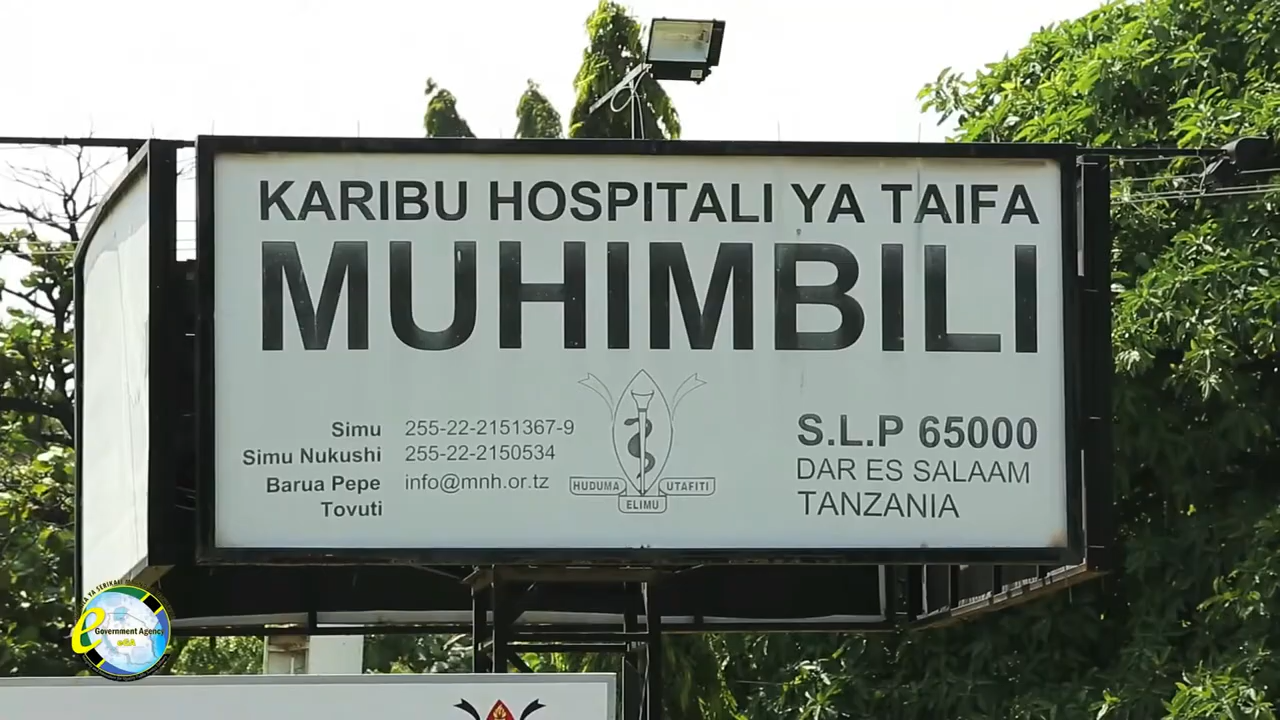 KARIBU HOSPITALI YA TAIFA
MUHIMBILI
Simu 255-22-2151367-9
Simu Nukushi 255-22-2150534
Barua Pepe info@mnh.or.tz
Tovuti
HUDUMA UTAFITI
ELIMU
S.L.P 65000
DAR ES SALAAM
TANZANIA
e Government Agency
eGA